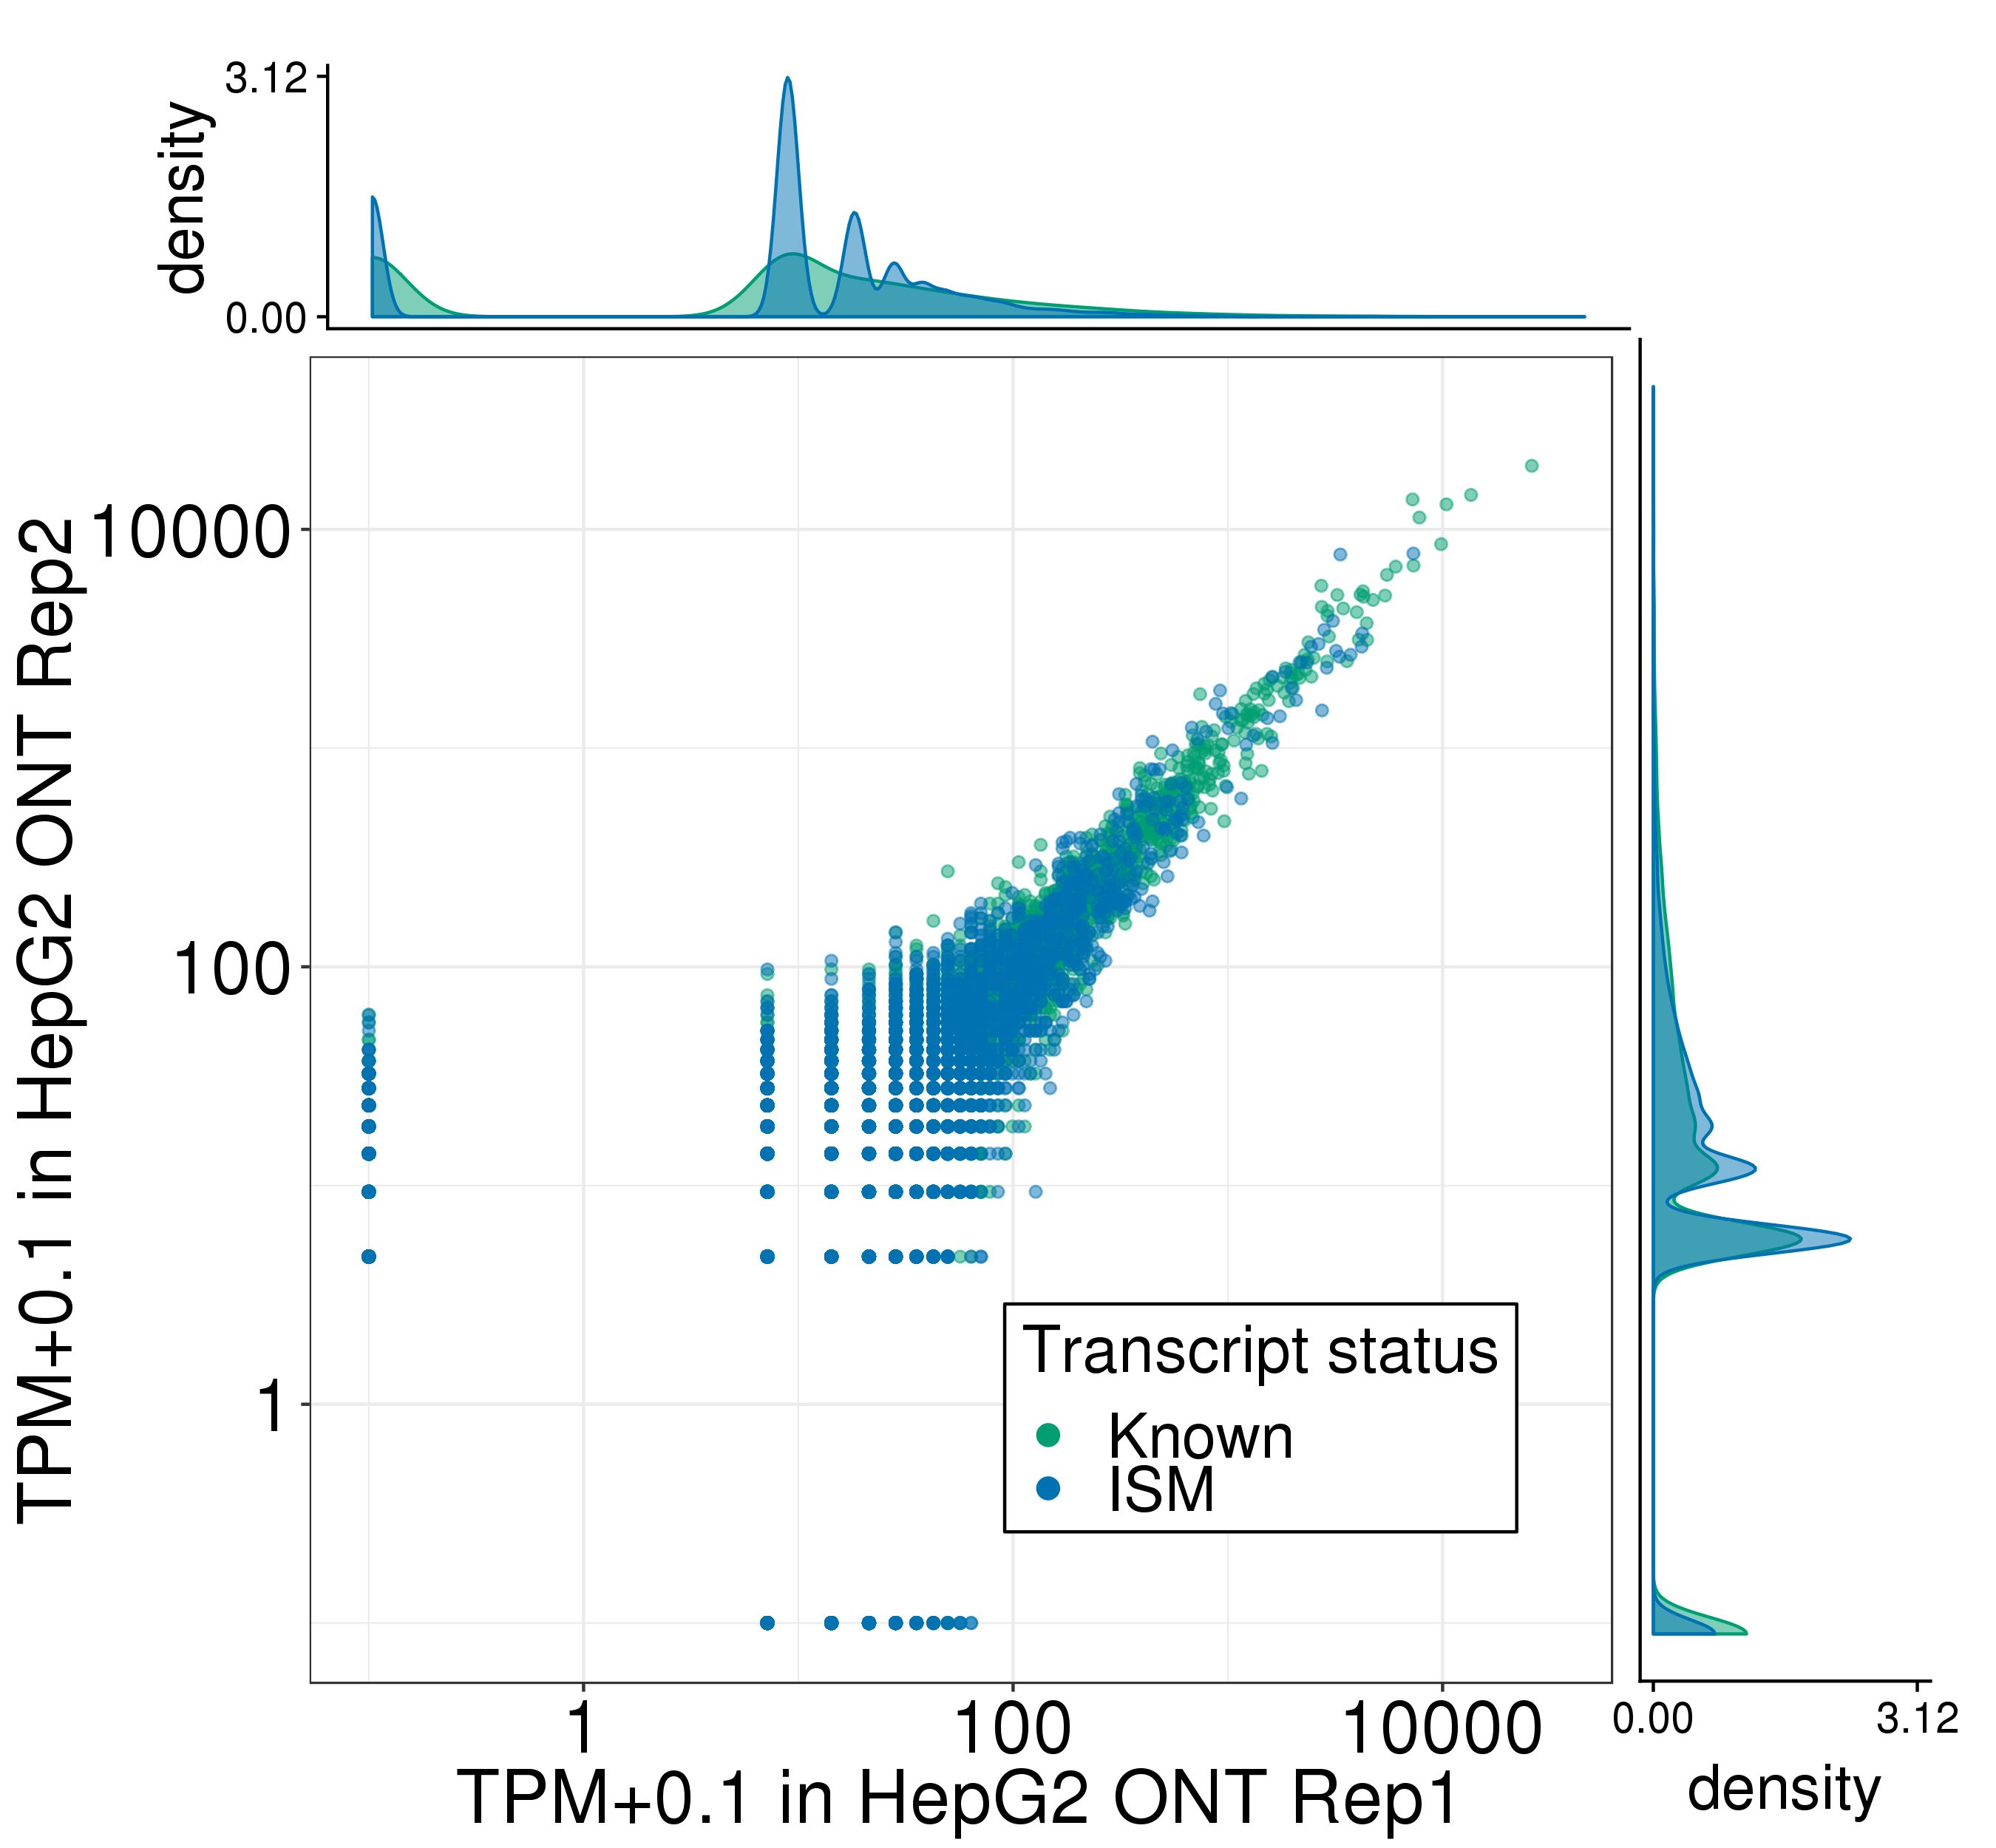 3.12
density
0.00
TPM+0.1 in HepG2 ONT Rep2
10000
100
1
Transcript status
Known
ISM
1
100
10000
TPM+0.1 in HepG2 ONT Rep1
0.00
3.12
density